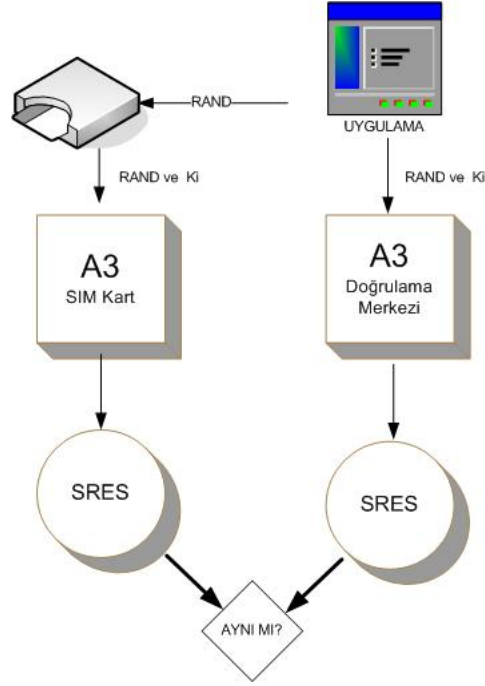 RAND
UYGULAMA
RAND ve Ki
RAND ve Ki
A3
SIM Kart
A3
Doğrulama
Merkezi
SRES
SRES
AYNI MI?